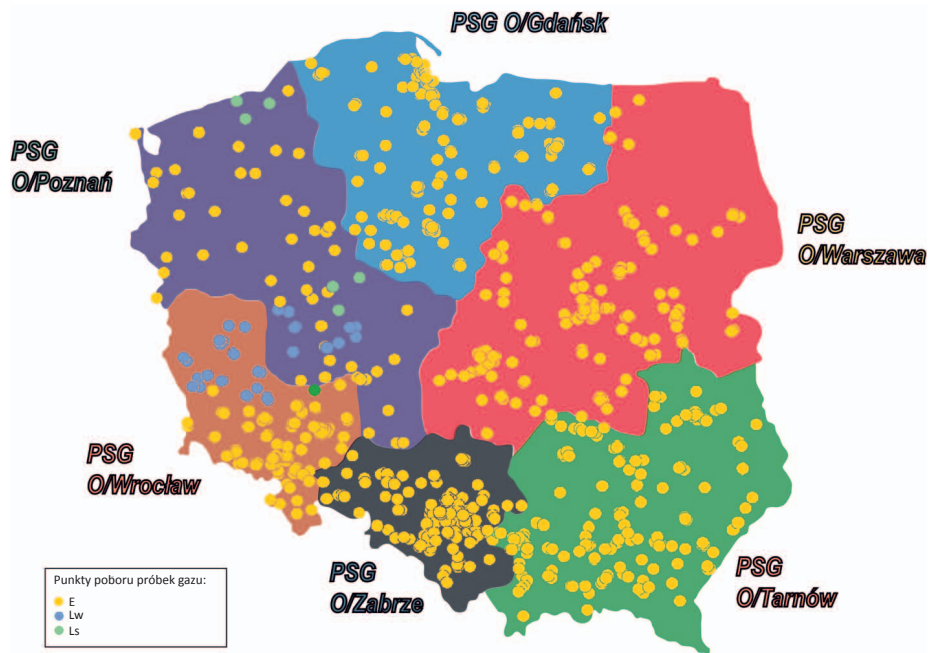 PSG O/Gdańsk
PSG
O/Poznań
PSG
O/Warszawa
PSG
O/Wrocław
PSG
O/Zabrze
PSG
O/Tarnów
Punkty poboru próbek gazu:
E
Lw
Ls